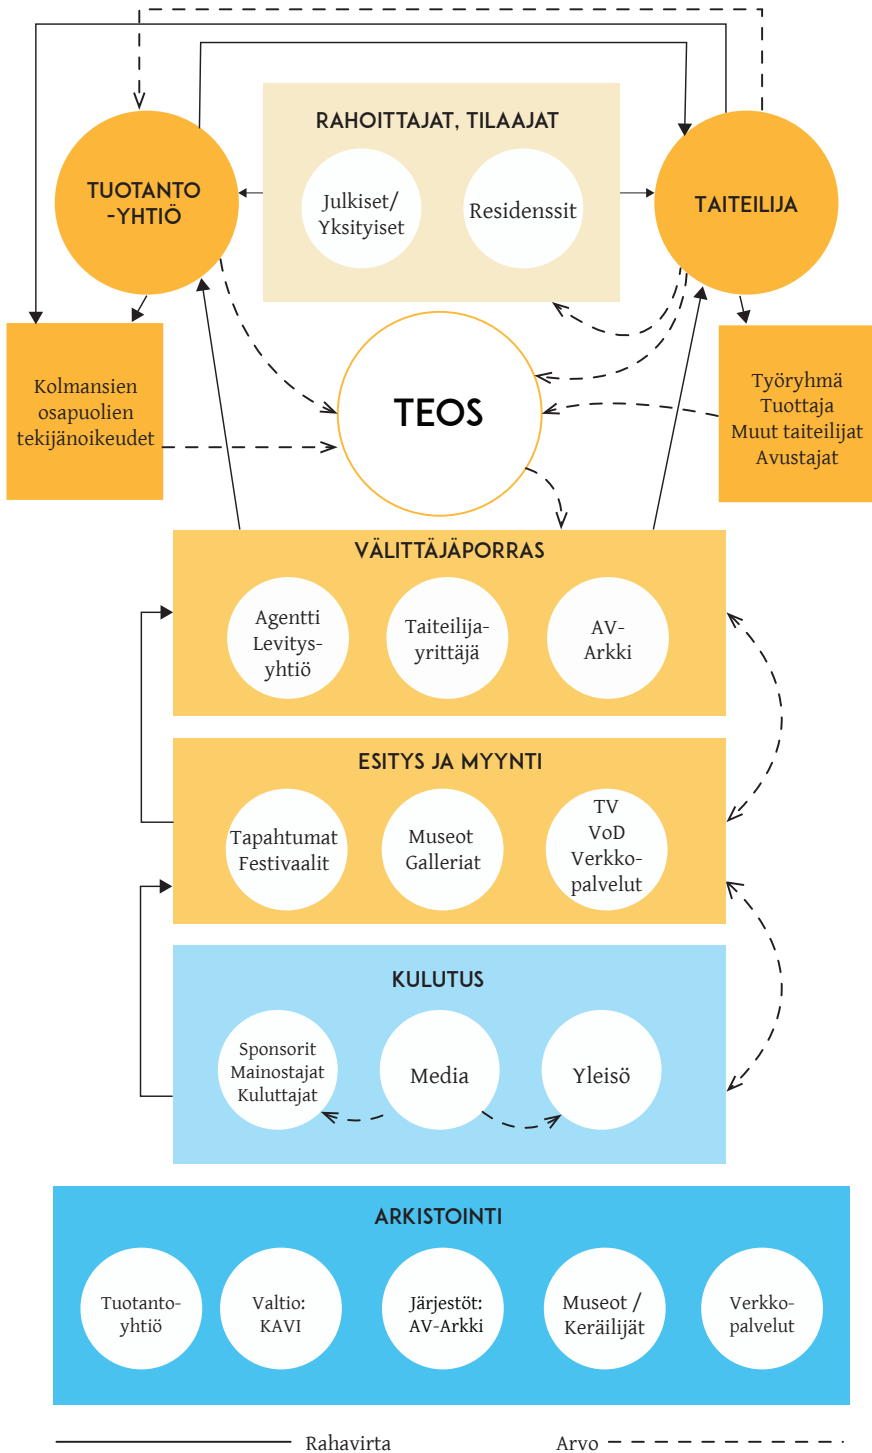 RAHOITTAJAT, TILAAJAT
TUOTANTO
-YHTIÖ
Julkiset/
Yksityiset
Residenssit
TAITEILIJA
Kolmansien
osapuolien
tekijänoikeudet
TEOS
Työryhmä
Tuottaja
Muut taiteilijat
Avustajat
VÄLITTÄJÄPORRAS
Agentti
Levitys-
yhtiö
Taiteilija-
yrittäjä
AV-
Arkki
ESITYS JA MYYNTI
Tapahtumat
Festivaalit
Museot
Galleriat
TV
VoD
Verkko-
palvelut
KULUTUS
Sponsorit
Mainostajat
Kuluttajat
Media
Yleisö
ARKISTOINTI
Tuotanto-
yhtiö
Valtio:
KAVI
Järjestöt:
AV-Arkki
Museot /
Keräilijät
Verkko-
palvelut
Rahavirta
Arvo